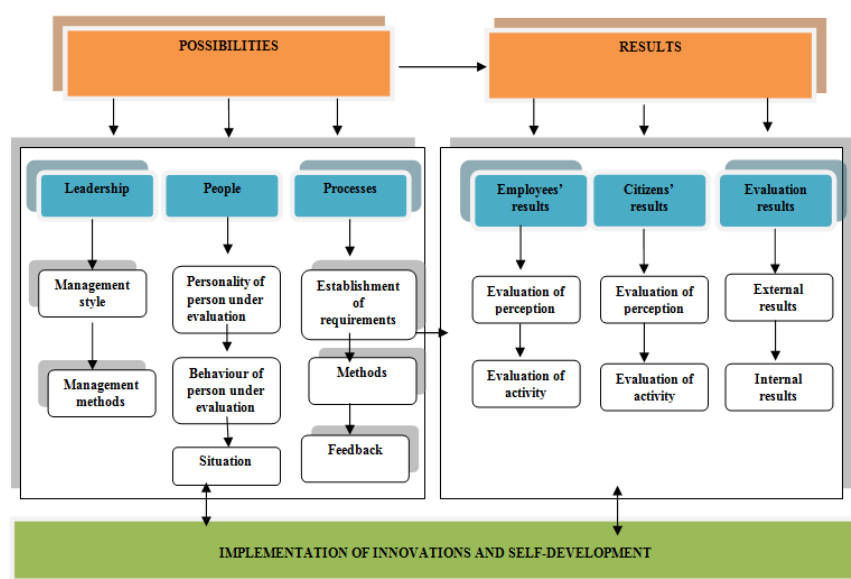 POSSIBILITIES
RESULTS
Leadership
People
Processes
Employees’
results
Citizens’
results
Evaluation
results
Management
style
Management
methods
Personality of
person under
evaluation
Behaviour of
person under
evaluation
Situation
Establishment
of
requirements
Methods
Feedback
Evaluation of
perception
Evaluation of
activity
Evaluation of
perception
Evaluation of
activity
External
results
Internal
results
IMPLEMENTATION OF INNOVATIONS AND SELF-DEVELOPMENT